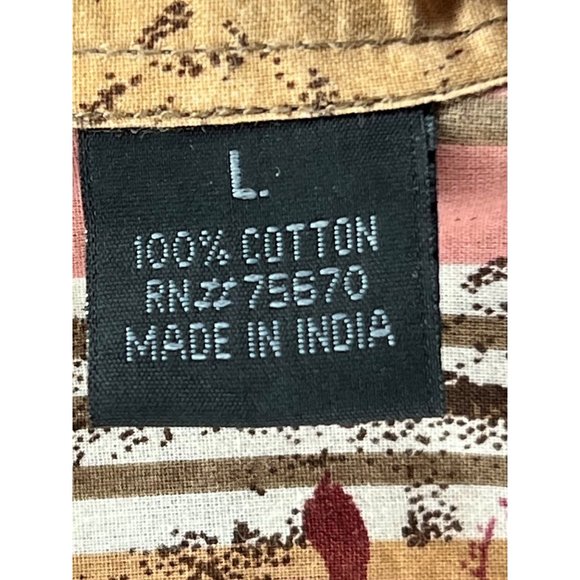 L.
100% COTTON
RN#75670
MADE IN INDIA